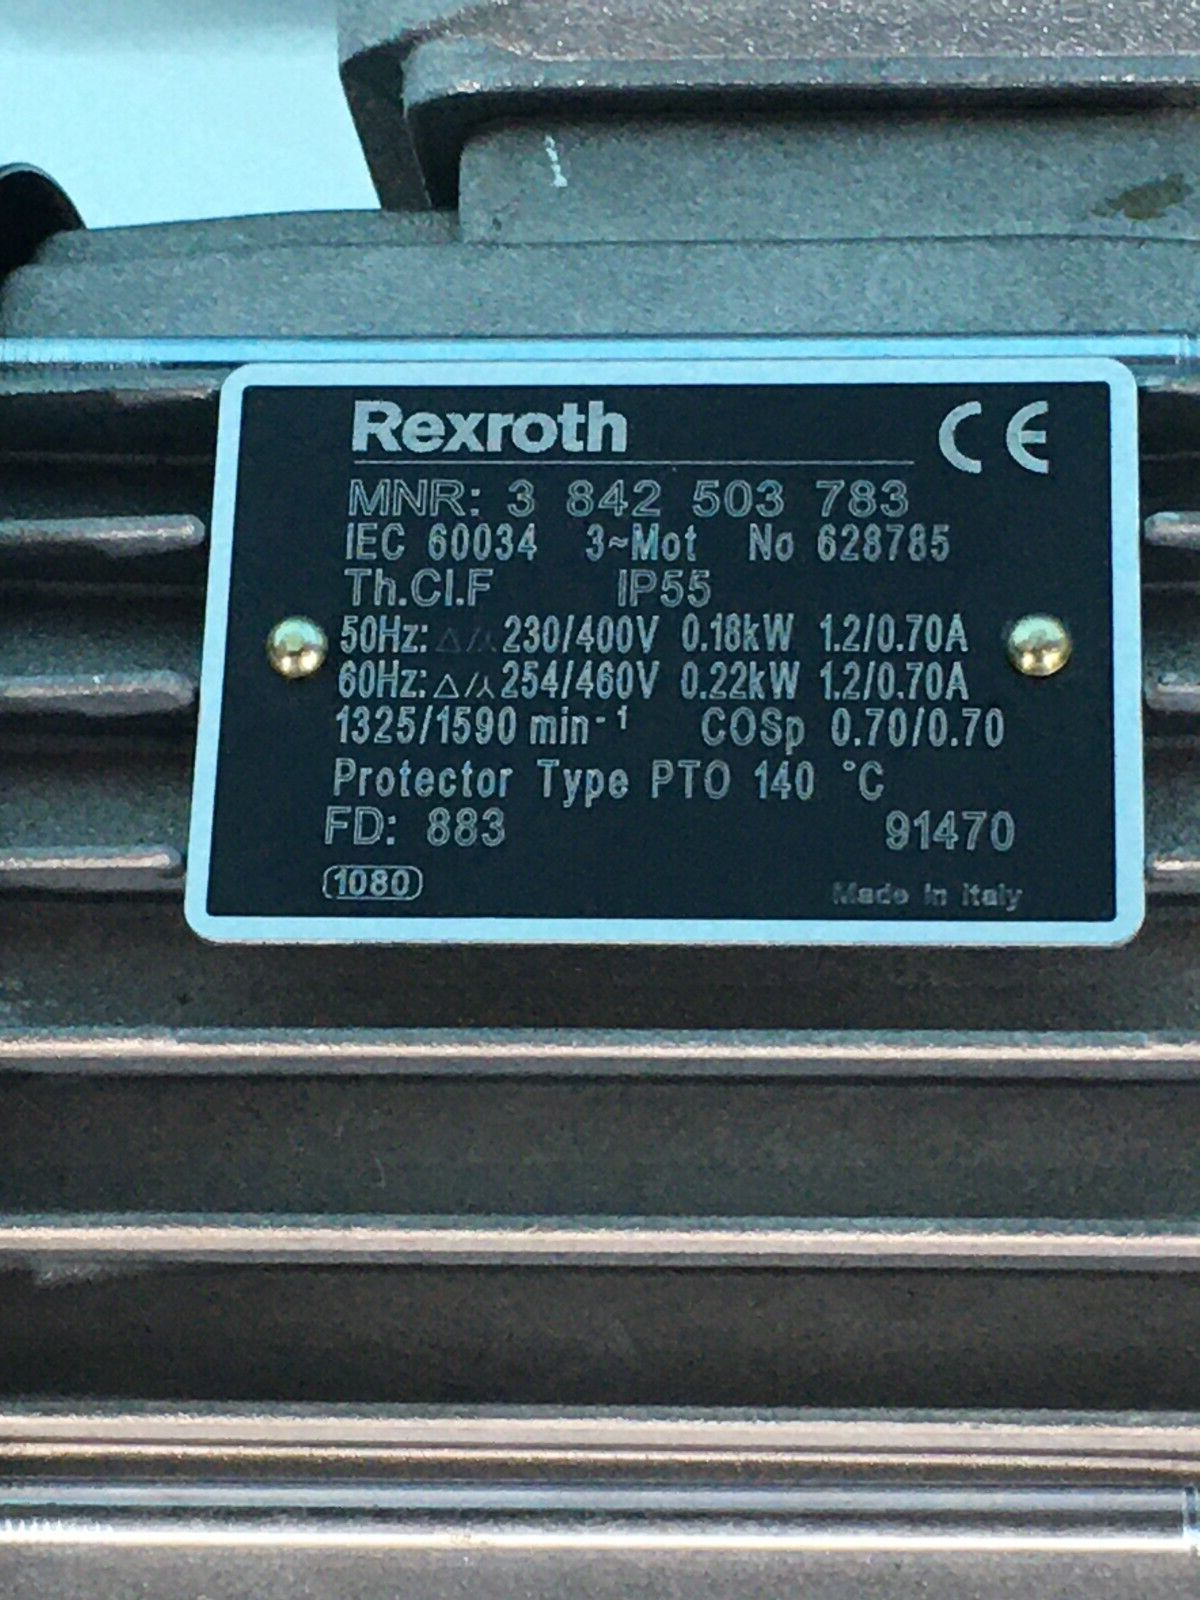 Rexroth CE
MNR: 3 842 503 783
IEC 60034 3~Mot No 628785
Th.Cl.F IP55
50Hz: △/⅄ 230/400V 0.18kW 1.2/0.70A
60Hz: △/⅄ 254/460V 0.22kW 1.2/0.70A
1325/1590 min⁻¹ COSp 0.70/0.70
Protector Type PTO 140 °C
FD: 883 91470
1080 Made in Italy